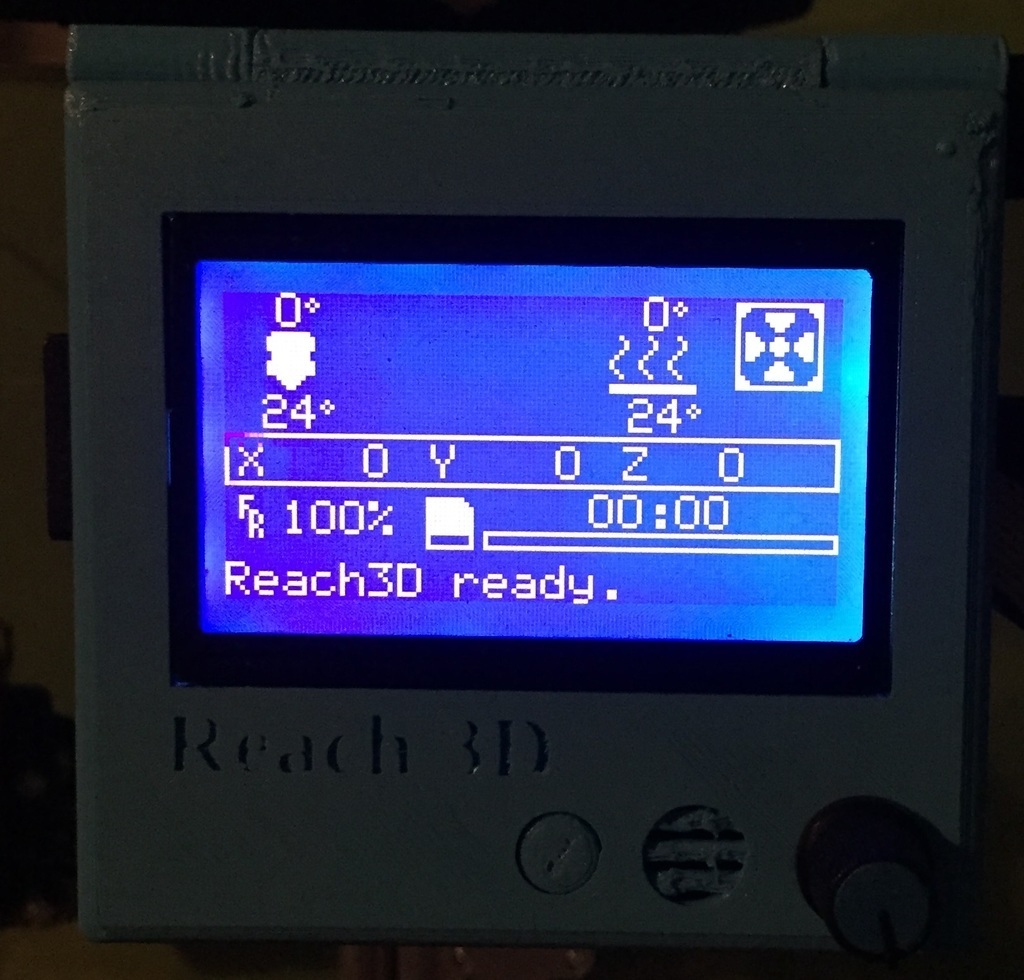 0° 0°
24° 24°
X 0 Y 0 Z 0
FR 100% 00:00
Reach3D ready.
Reach 3D